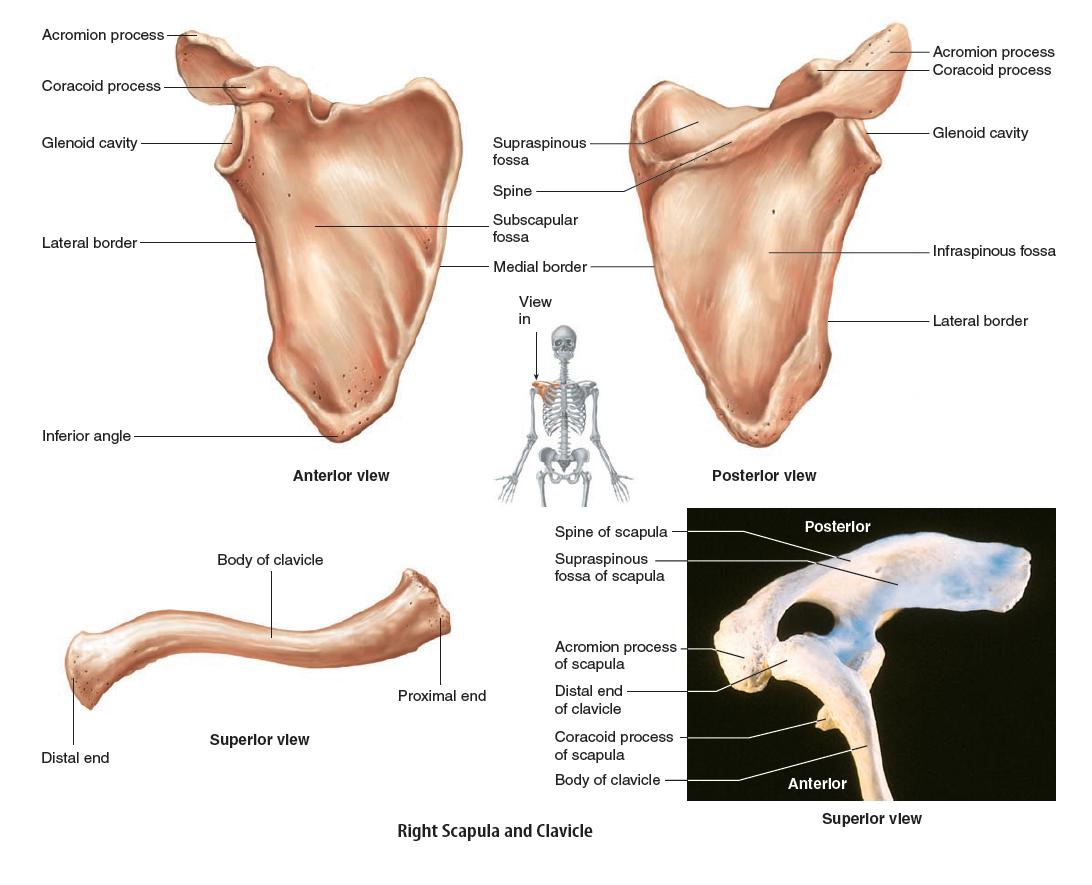 Acromion process
Coracoid process
Glenoid cavity
Lateral border
Inferior angle
Anterior view
Supraspinous
fossa
Spine
Subscapular
fossa
Medial border
View
in
Acromion process
Coracoid process
Glenoid cavity
Infraspinous fossa
Lateral border
Posterior view
Body of clavicle
Proximal end
Distal end
Superior view
Spine of scapula
Supraspinous
fossa of scapula
Acromion process
of scapula
Distal end
of clavicle
Coracoid process
of scapula
Body of clavicle
Posterior
Anterior
Superior view
Right Scapula and Clavicle